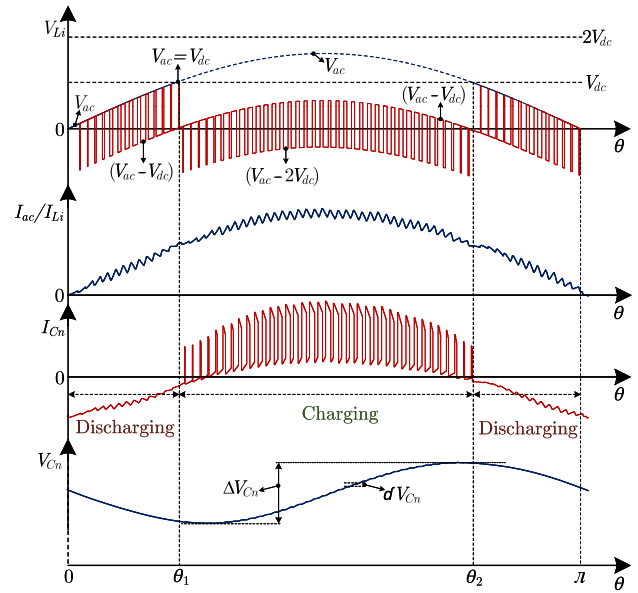 V_Li
V_ac = V_dc
2V_dc
V_ac
V_ac
V_dc
(V_ac - V_dc)
0
θ
(V_ac - V_dc)
(V_ac - 2V_dc)
I_ac/I_Li
0
θ
I_Cn
0
θ
Discharging
Charging
Discharging
V_Cn
ΔV_Cn
dV_Cn
0
θ_1
θ_2
π
θ